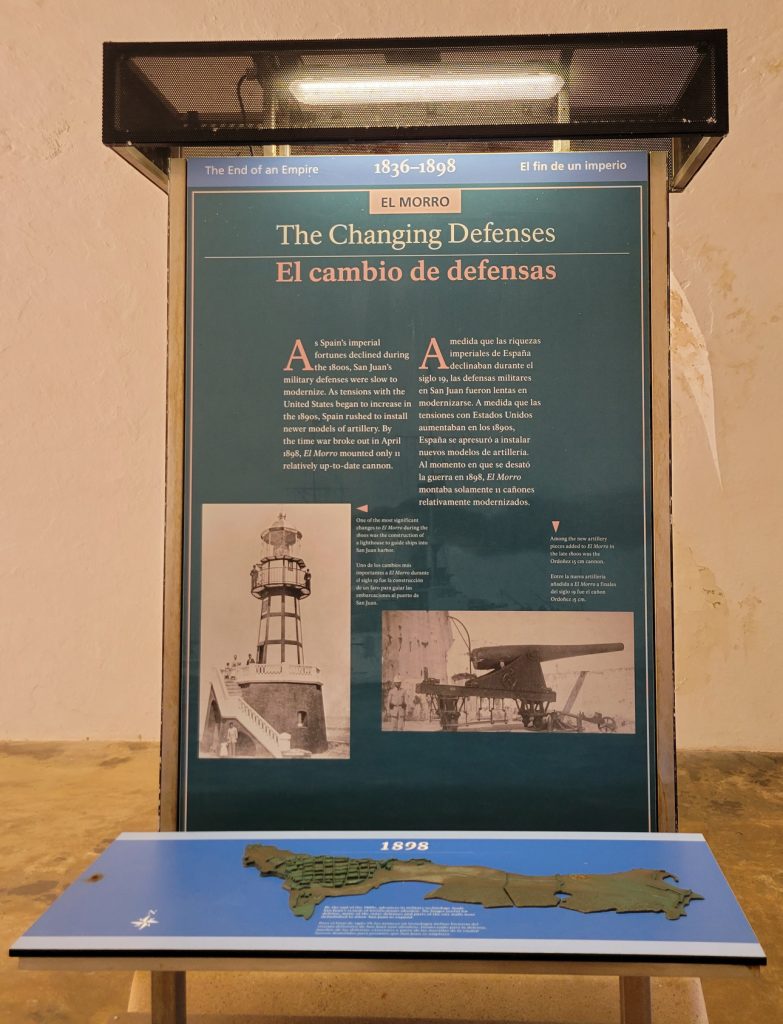 The End of an Empire
1836–1898
El fin de un imperio
EL MORRO
The Changing Defenses
El cambio de defensas
As Spain's imperial
fortunes declined during
the 1800s, San Juan's
military defenses were slow to
modernize. As tensions with the
United States began to increase in
the 1890s, Spain rushed to install
newer models of artillery. By
the time war broke out in April
1898, El Morro mounted only 11
relatively up-to-date cannon.
A medida que las riquezas
imperiales de España
declinaban durante el
siglo 19, las defensas militares
en San Juan fueron lentas en
modernizarse. A medida que las
tensiones con Estados Unidos
aumentaban en los 1890s,
España se apresuró a instalar
nuevos modelos de artillería.
Al momento en que se desató
la guerra en 1898, El Morro
montaba solamente 11 cañones
relativamente modernizados.
One of the most significant
changes to El Morro during the
1800s was the construction of
a lighthouse to guide ships into
San Juan harbor.
Uno de los cambios más
importantes a El Morro durante
el siglo 19 fue la construcción
de un faro para guiar las
embarcaciones al puerto de
San Juan.
Among the new artillery
pieces added to El Morro in
the late 1800s was the
Ordoñez 15 cm cannon.
Entre la nueva artillería
añadida a El Morro a finales
del siglo 19 fue el cañon
Ordoñez 15 cm.
1898